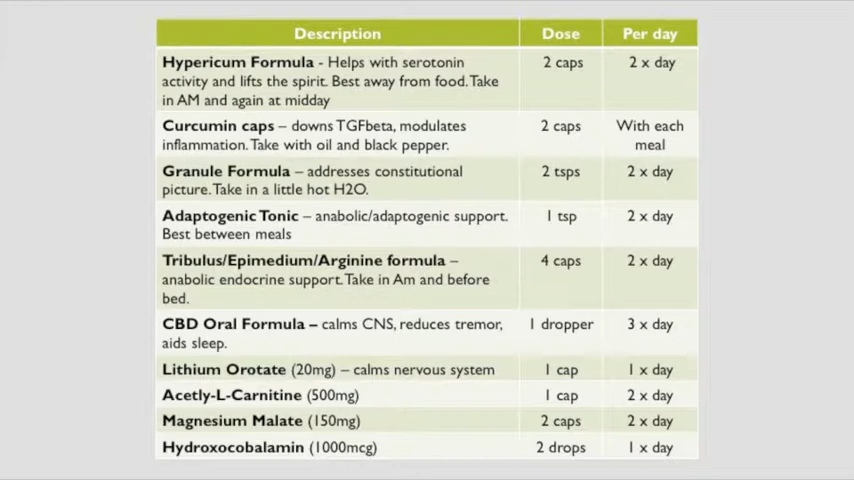 Description Dose Per day
Hypericum Formula - Helps with serotonin 2 caps 2 x day
activity and lifts the spirit. Best away from food. Take
in AM and again at midday
Curcumin caps – downs TGFbeta, modulates 2 caps With each
inflammation. Take with oil and black pepper. meal
Granule Formula – addresses constitutional 2 tsps 2 x day
picture. Take in a little hot H2O.
Adaptogenic Tonic – anabolic/adaptogenic support. 1 tsp 2 x day
Best between meals
Tribulus/Epimedium/Arginine formula – 4 caps 2 x day
anabolic endocrine support. Take in Am and before
bed.
CBD Oral Formula – calms CNS, reduces tremor, 1 dropper 3 x day
aids sleep.
Lithium Orotate (20mg) – calms nervous system 1 cap 1 x day
Acetly-L-Carnitine (500mg) 1 cap 2 x day
Magnesium Malate (150mg) 2 caps 2 x day
Hydroxocobalamin (1000mcg) 2 drops 1 x day